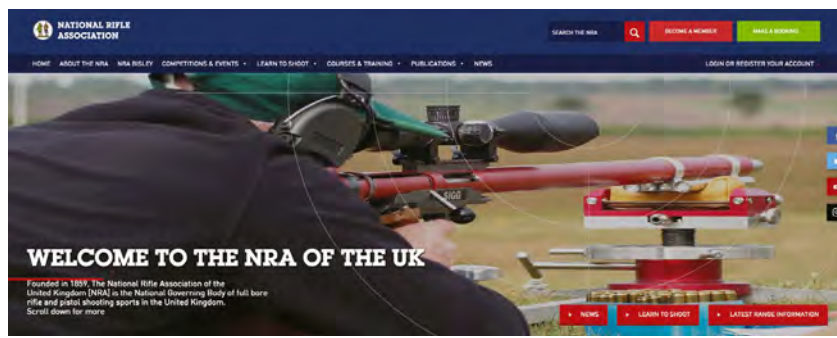 NATIONAL RIFLE
ASSOCIATION
SEARCH THE NRA
BECOME A MEMBER
MAKE A BOOKING
HOME ABOUT THE NRA NRA BISLEY COMPETITIONS & EVENTS LEARN TO SHOOT COURSES & TRAINING PUBLICATIONS NEWS
LOGIN OR REGISTER YOUR ACCOUNT
SIGG
WELCOME TO THE NRA OF THE UK
Founded in 1859, The National Rifle Association of the
United Kingdom [NRA] is the National Governing Body of full bore
rifle and pistol shooting sports in the United Kingdom.
Scroll down for more
NEWS
LEARN TO SHOOT
LATEST RANGE INFORMATION